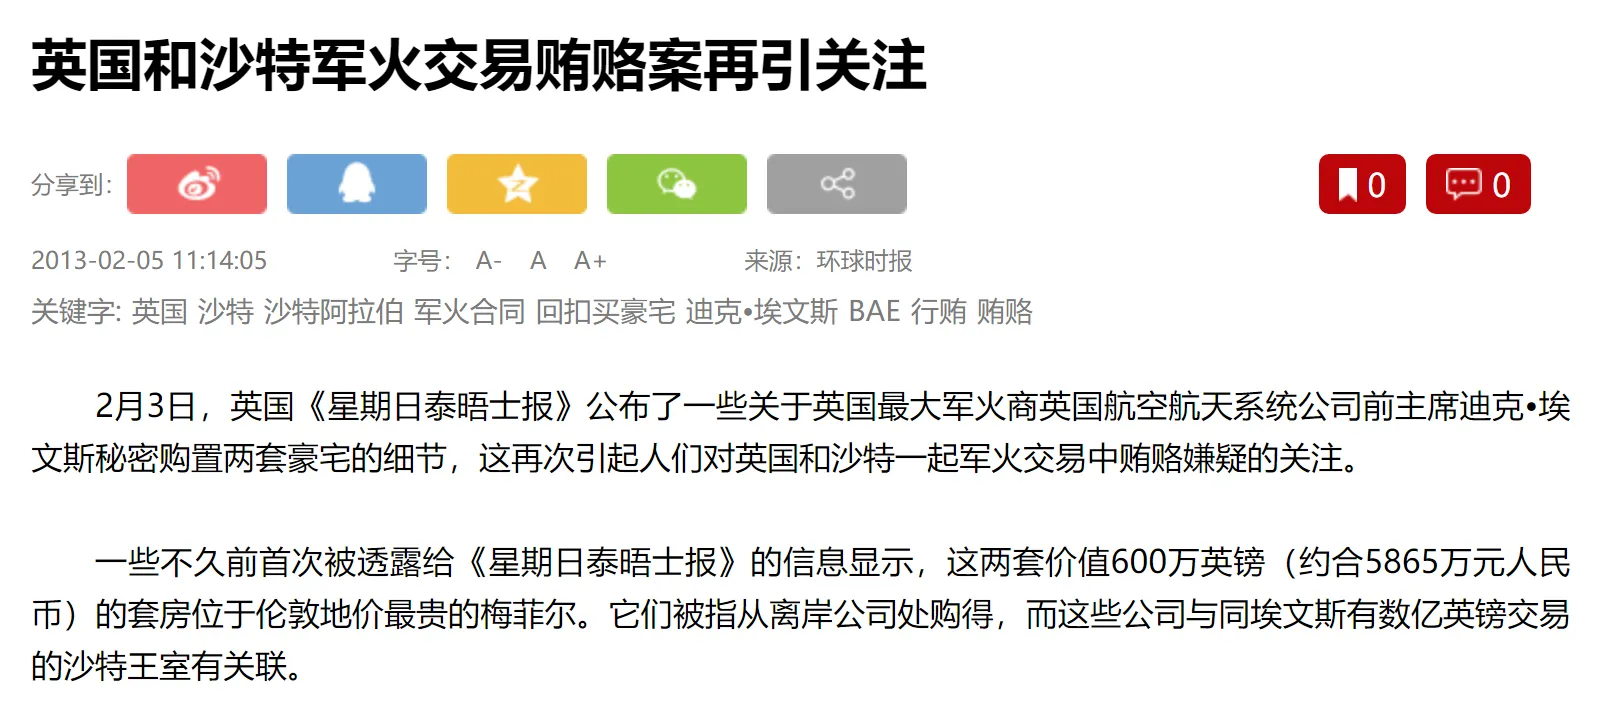 英国和沙特军火交易贿赂案再引关注
分享到:
0
0
2013-02-05 11:14:05 字号： A- A A+ 来源：环球时报
关键字: 英国 沙特 沙特阿拉伯 军火合同 回扣买豪宅 迪克•埃文斯 BAE 行贿 贿赂
2月3日，英国《星期日泰晤士报》公布了一些关于英国最大军火商英国航空航天系统公司前主席迪克•埃
文斯秘密购置两套豪宅的细节，这再次引起人们对英国和沙特一起军火交易中贿赂嫌疑的关注。
一些不久前首次被透露给《星期日泰晤士报》的信息显示，这两套价值600万英镑（约合5865万元人民
币）的套房位于伦敦地价最贵的梅菲尔。它们被指从离岸公司处购得，而这些公司与同埃文斯有数亿英镑交易
的沙特王室有关联。